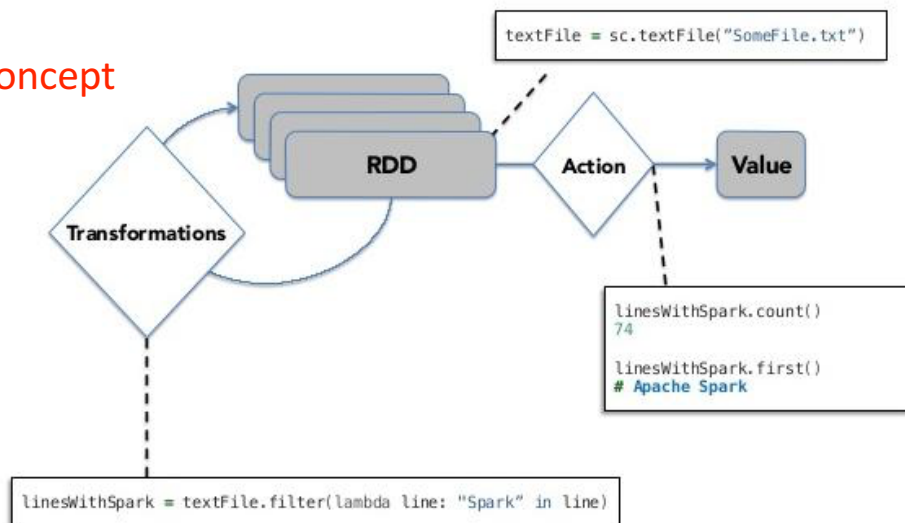 textFile = sc.textFile("SomeFile.txt")
oncept
RDD
Action
Value
Transformations
linesWithSpark.count()
74
linesWithSpark.first()
# Apache Spark
linesWithSpark = textFile.filter(lambda line: "Spark” in line)